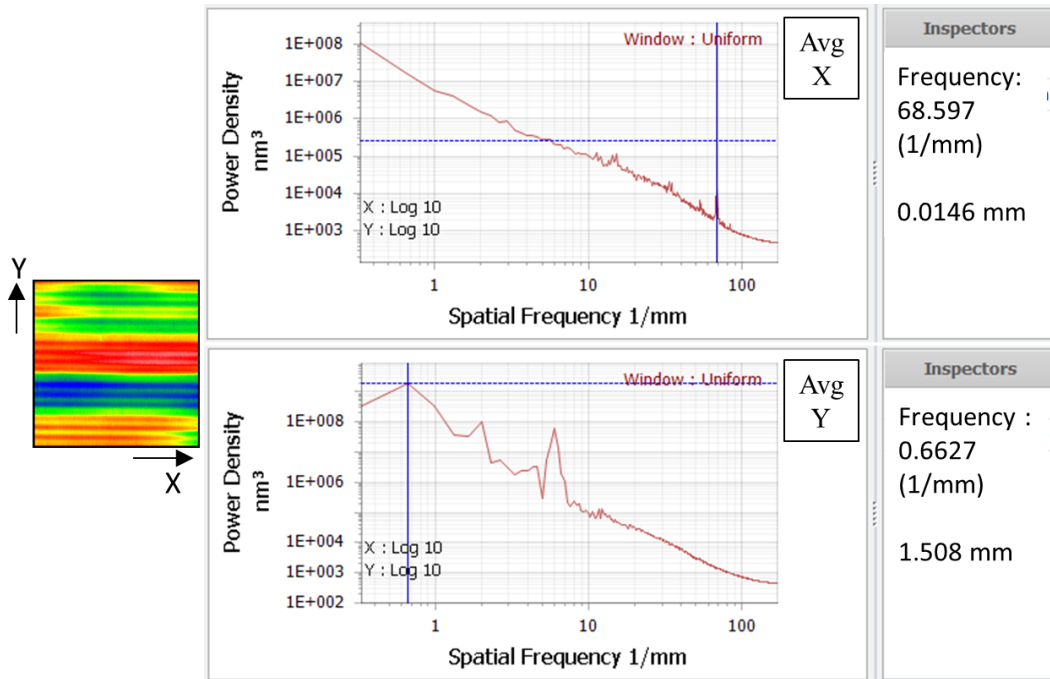 Y
X
Window : Uniform
Avg
X
Power Density
nm³
1E+008
1E+007
1E+006
1E+005
1E+004
1E+003
X : Log 10
Y : Log 10
1
10
100
Spatial Frequency 1/mm
Inspectors
Frequency:
68.597
(1/mm)
0.0146 mm
Window : Uniform
Avg
Y
Power Density
nm³
1E+008
1E+006
1E+004
1E+003
1E+002
X : Log 10
Y : Log 10
1
10
100
Spatial Frequency 1/mm
Inspectors
Frequency :
0.6627
(1/mm)
1.508 mm